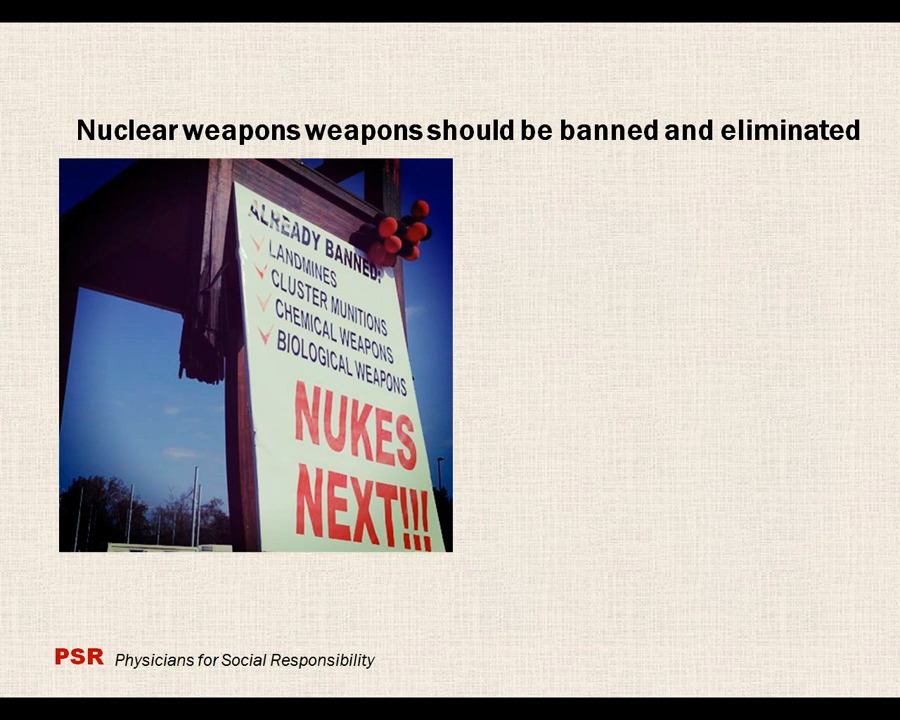 Nuclear weapons weapons should be banned and eliminated
ALREADY BANNED:
LANDMINES
CLUSTER MUNITIONS
CHEMICAL WEAPONS
BIOLOGICAL WEAPONS
NUKES
NEXT!!!
PSR Physicians for Social Responsibility